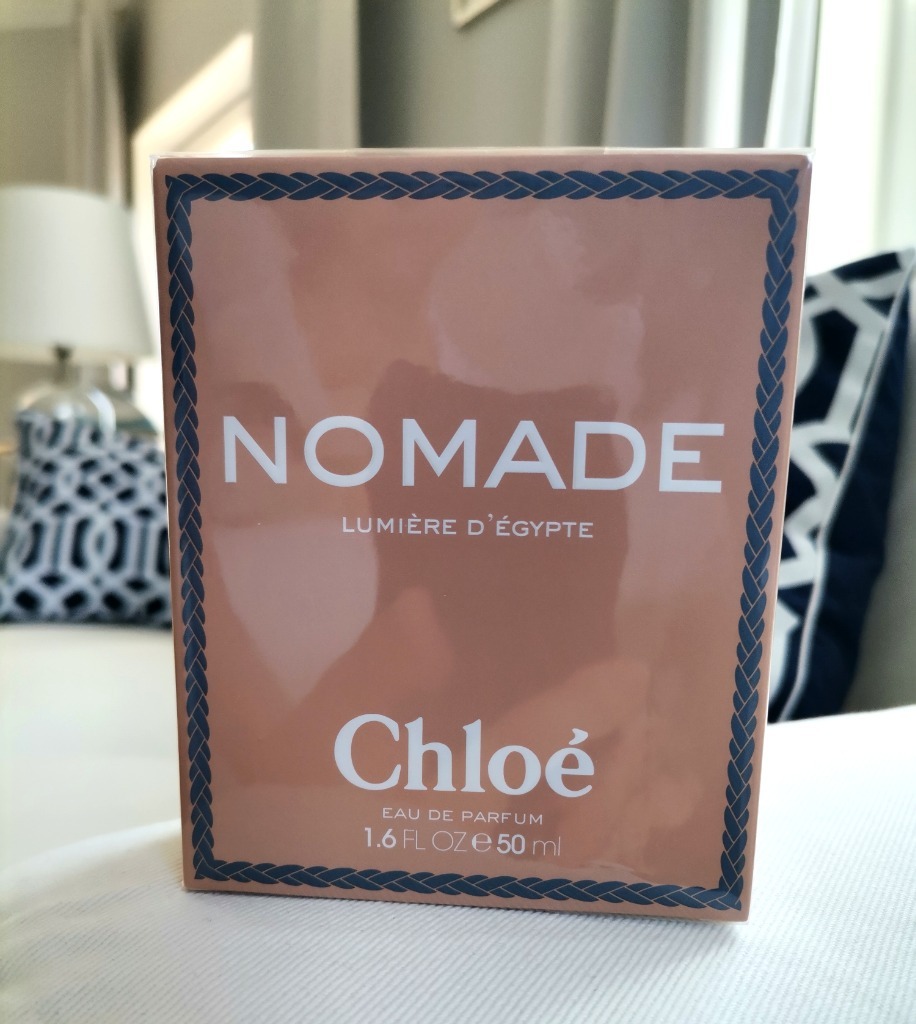 NOMADE
LUMIÈRE D'ÉGYPTE
Chloé
EAU DE PARFUM
1.6 FL OZ ℮ 50 ml